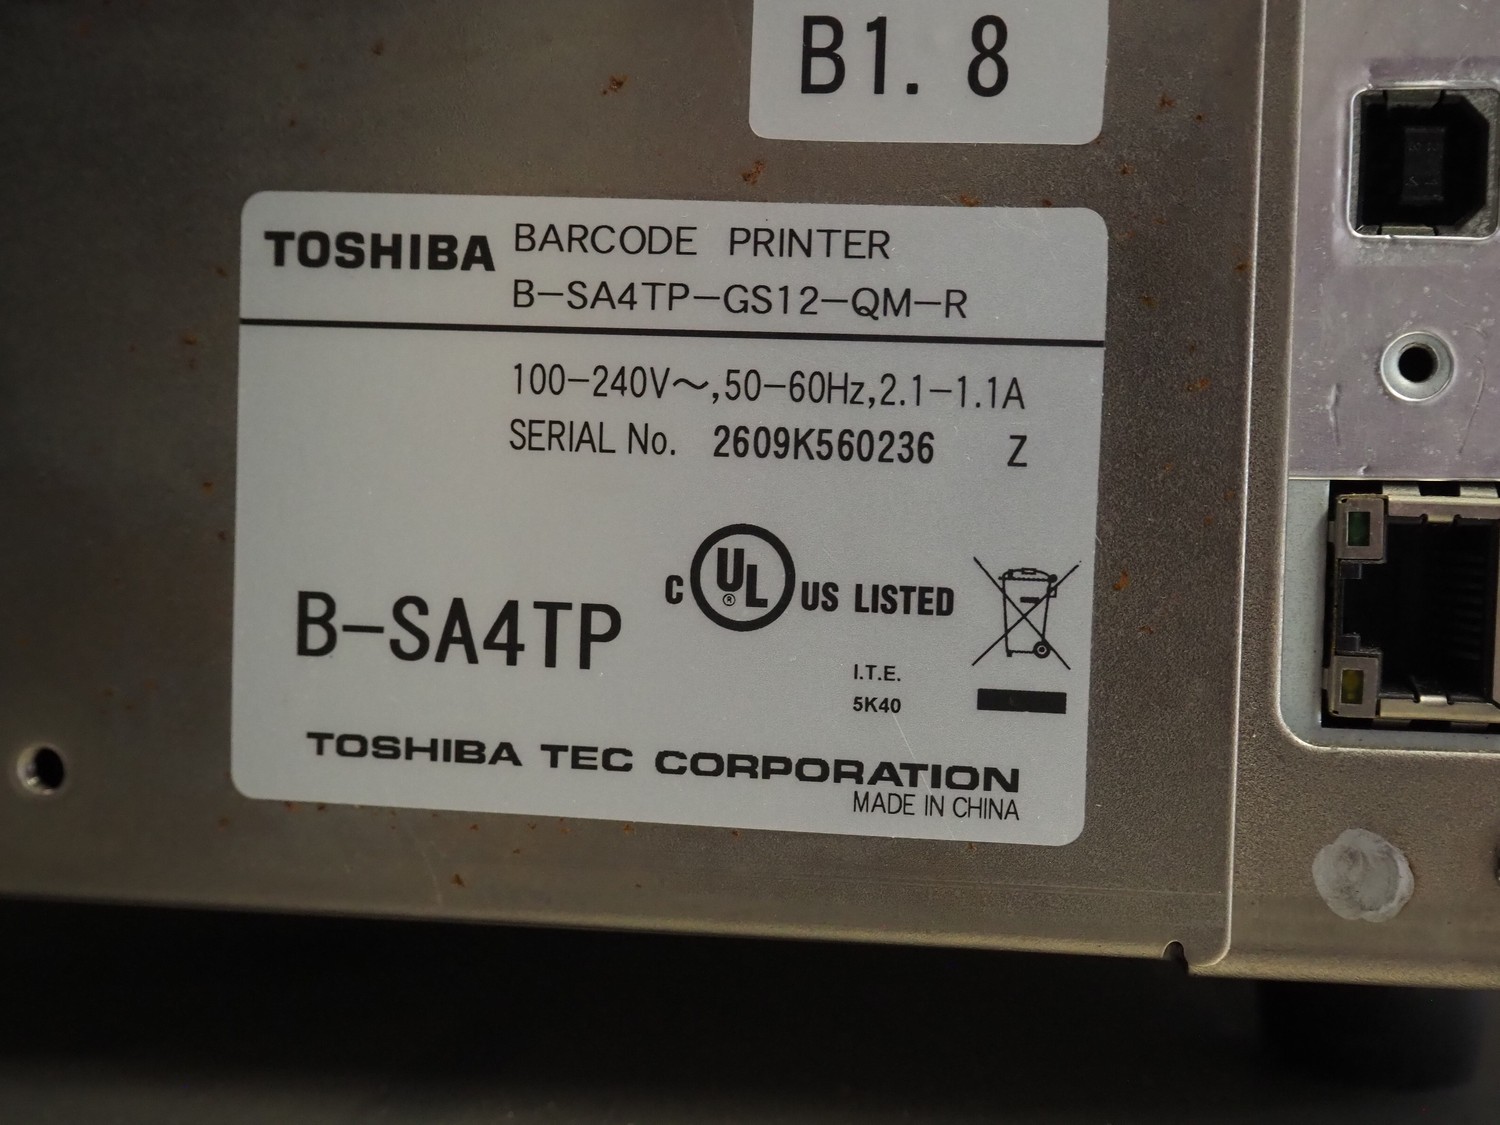 B1. 8
TOSHIBA BARCODE PRINTER
B-SA4TP-GS12-QM-R
100-240V～,50-60Hz,2.1-1.1A
SERIAL No. 2609K560236 Z
C UL ® US LISTED
B-SA4TP
I.T.E.
5K40
TOSHIBA TEC CORPORATION
MADE IN CHINA